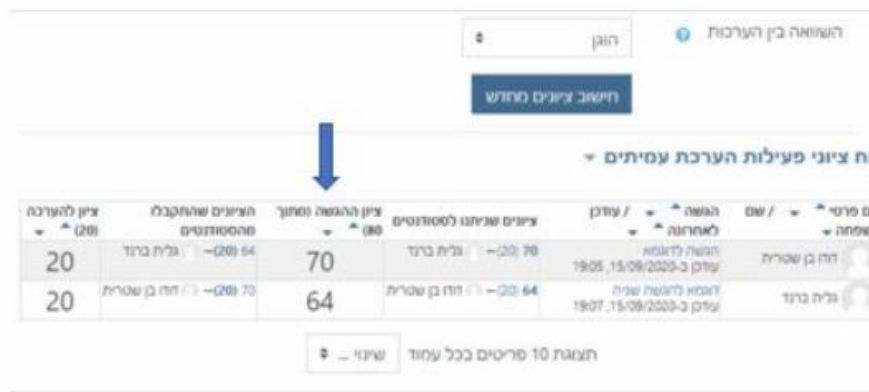 השוואה בין הערכות הוגן
חישוב ציונים מחדש
ח ציוני פעילות הערכת עמיתים
ם פרטי / שם שפחה הגשה / עודכן לאחרונה ציונים שניתנו לסטודנטים ציון ההגשה (מתוך 80) הציונים שהתקבלו מהסטודנטים ציון להערכה (20)
דודו בן שטרית הגשה לדוגמא 70 (20) – גלית ברנד 70 64 (20) – גלית ברנד 20
עודכן ב-15/09/2020, 19:05
גלית ברנד דוגמא להגשה שניה 64 (20) – דודו בן שטרית 64 70 (20) – דודו בן שטרית 20
עודכן ב-15/09/2020, 19:07
תצוגת 10 פריטים בכל עמוד שינוי ...